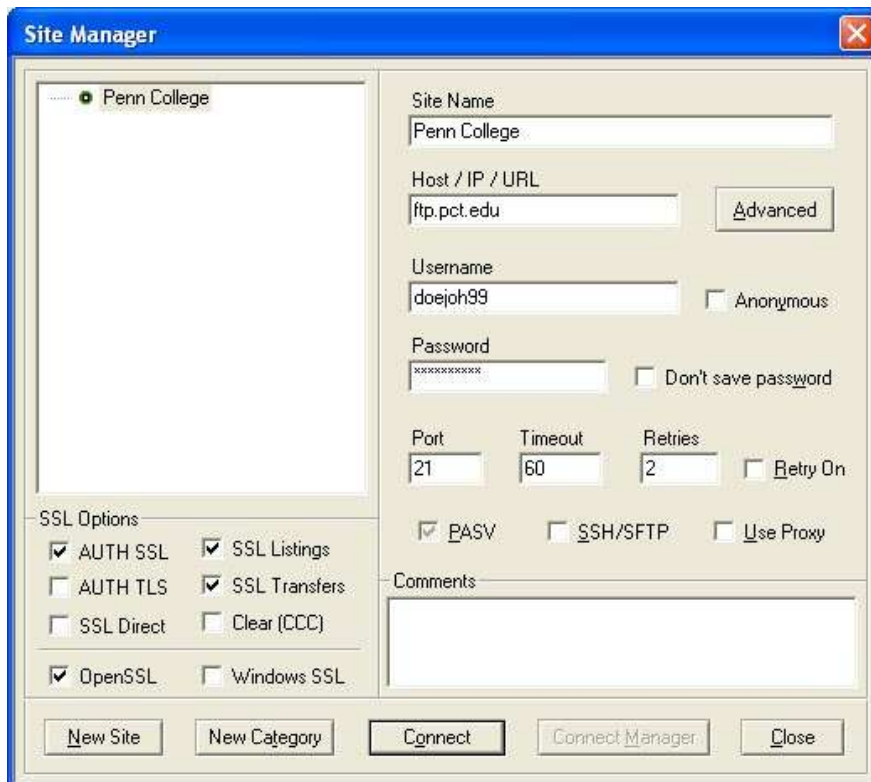 Site Manager
Penn College
Site Name
Penn College
Host / IP / URL
ftp.pct.edu
Advanced
Username
doejoh99
Anonymous
Password
**********
Don't save password
Port
Timeout
Retries
21
60
2
Retry On
PASV
SSH/SFTP
Use Proxy
SSL Options
AUTH SSL
SSL Listings
AUTH TLS
SSL Transfers
SSL Direct
Clear (CCC)
OpenSSL
Windows SSL
Comments
New Site
New Category
Connect
Connect Manager
Close